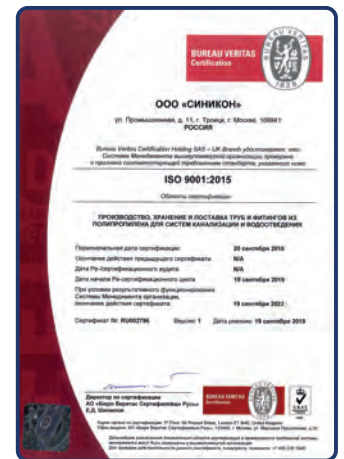 BUREAU VERITAS
Certification
1828
ООО «СИНИКОН»
ул. Промышленная, д. 11, г. Троицк, г. Москва, 108841
РОССИЯ
Bureau Veritas Certification Holding SAS – UK Branch удостоверяет, что
Система Менеджмента вышеупомянутой организации проверена
и признана соответствующей требованиям стандарта, указанного ниже
ISO 9001:2015
Область сертификации
ПРОИЗВОДСТВО, ХРАНЕНИЕ И ПОСТАВКА ТРУБ И ФИТИНГОВ ИЗ
ПОЛИПРОПИЛЕНА ДЛЯ СИСТЕМ КАНАЛИЗАЦИИ И ВОДООТВЕДЕНИЯ
Первоначальная дата сертификации: 20 сентября 2016
Окончание действия предыдущего сертификата: N/A
Дата Ре-сертификационного аудита: N/A
Дата начала Ре-сертификационного цикла: 19 сентября 2019
При условии результативного функционирования
Системы Менеджмента организации,
окончание действия сертификата: 19 сентября 2022
Сертификат № RU002796 Версия: 1 Дата ревизии: 19 сентября 2019
Директор по сертификации
АО «Бюро Веритас Сертификейшн Русь»
Е.Д. Шипилов
BUREAU VERITAS
Certification
UKAS